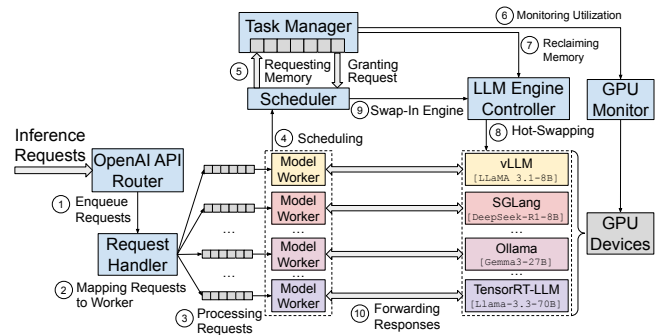 Task Manager
⑥ Monitoring Utilization
⑦ Reclaiming
Memory
⑤ Requesting
Memory
Granting
Request
Scheduler
⑨ Swap-In Engine
LLM Engine
Controller
GPU
Monitor
④ Scheduling
⑧ Hot-Swapping
Inference
Requests
OpenAI API
Router
① Enqueue
Requests
Request
Handler
② Mapping Requests
to Worker
...
③ Processing
Requests
Model
Worker
Model
Worker
...
Model
Worker
...
Model
Worker
⑩ Forwarding
Responses
vLLM
[LLaMA 3.1-8B]
SGLang
[DeepSeek-R1-8B]
...
Ollama
[Gemma3-27B]
...
TensorRT-LLM
[Llama-3.3-70B]
GPU
Devices